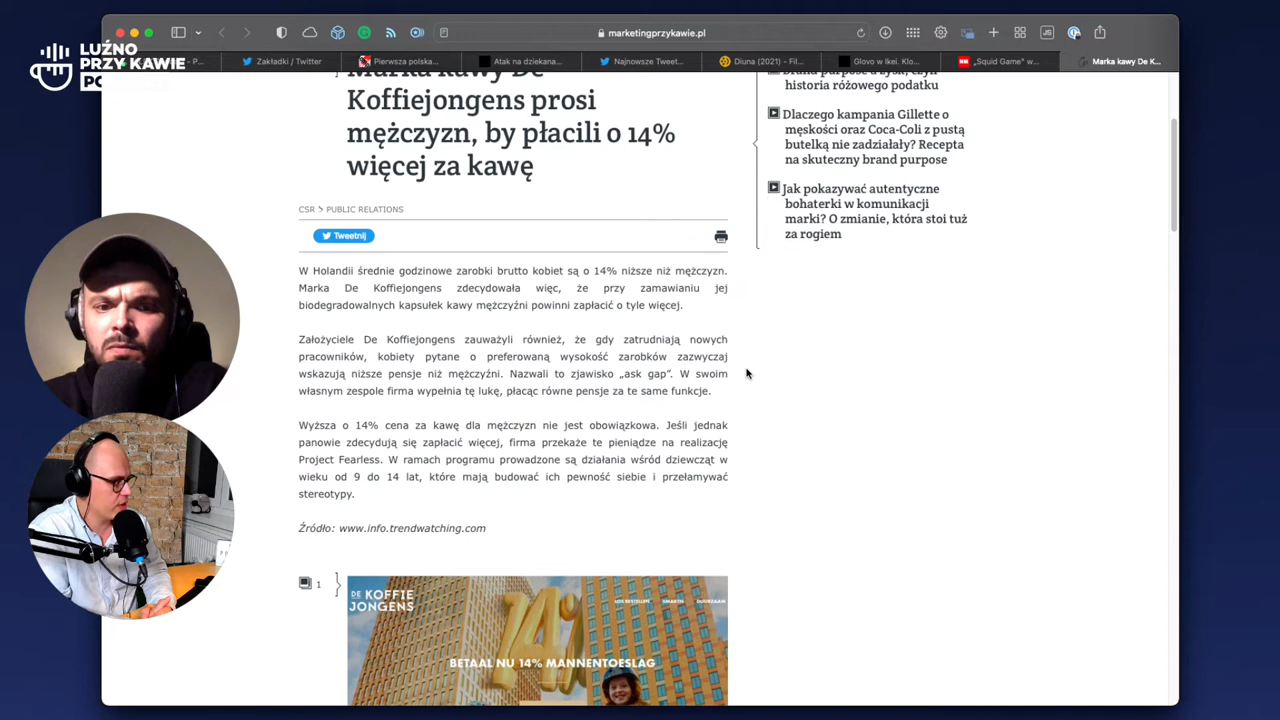 LUŹNO
PRZY KAWIE
marketingprzykawie.pl
Zakładki / Twitter
Pierwsza polska...
Atak na dziekana...
Najnowsze Tweet...
Diuna (2021) - Fil...
Glovo w Ikei. Klo...
„Squid Game" w...
Marka kawy De K...
Marka kawy De
Koffiejongens prosi
mężczyzn, by płacili o 14%
więcej za kawę
CSR > PUBLIC RELATIONS
Tweetnij
W Holandii średnie godzinowe zarobki brutto kobiet są o 14% niższe niż mężczyzn.
Marka De Koffiejongens zdecydowała więc, że przy zamawianiu jej
biodegradowalnych kapsułek kawy mężczyźni powinni zapłacić o tyle więcej.
Założyciele De Koffiejongens zauważyli również, że gdy zatrudniają nowych
pracowników, kobiety pytane o preferowaną wysokość zarobków zazwyczaj
wskazują niższe pensje niż mężczyźni. Nazwali to zjawisko „ask gap”. W swoim
własnym zespole firma wypełnia tę lukę, płacąc równe pensje za te same funkcje.
Wyższa o 14% cena za kawę dla mężczyzn nie jest obowiązkowa. Jeśli jednak
panowie zdecydują się zapłacić więcej, firma przekaże te pieniądze na realizację
Project Fearless. W ramach programu prowadzone są działania wśród dziewcząt w
wieku od 9 do 14 lat, które mają budować ich pewność siebie i przełamywać
stereotypy.
Źródło: www.info.trendwatching.com
1
DE KOFFIE
JONGENS
DUURZAAM
14%
BETAAL NU 14% MANNENTOESLAG
historia różowego podatku
Dlaczego kampania Gillette o
męskości oraz Coca-Coli z pustą
butelką nie zadziałały? Recepta
na skuteczny brand purpose
Jak pokazywać autentyczne
bohaterki w komunikacji
marki? O zmianie, która stoi tuż
za rogiem